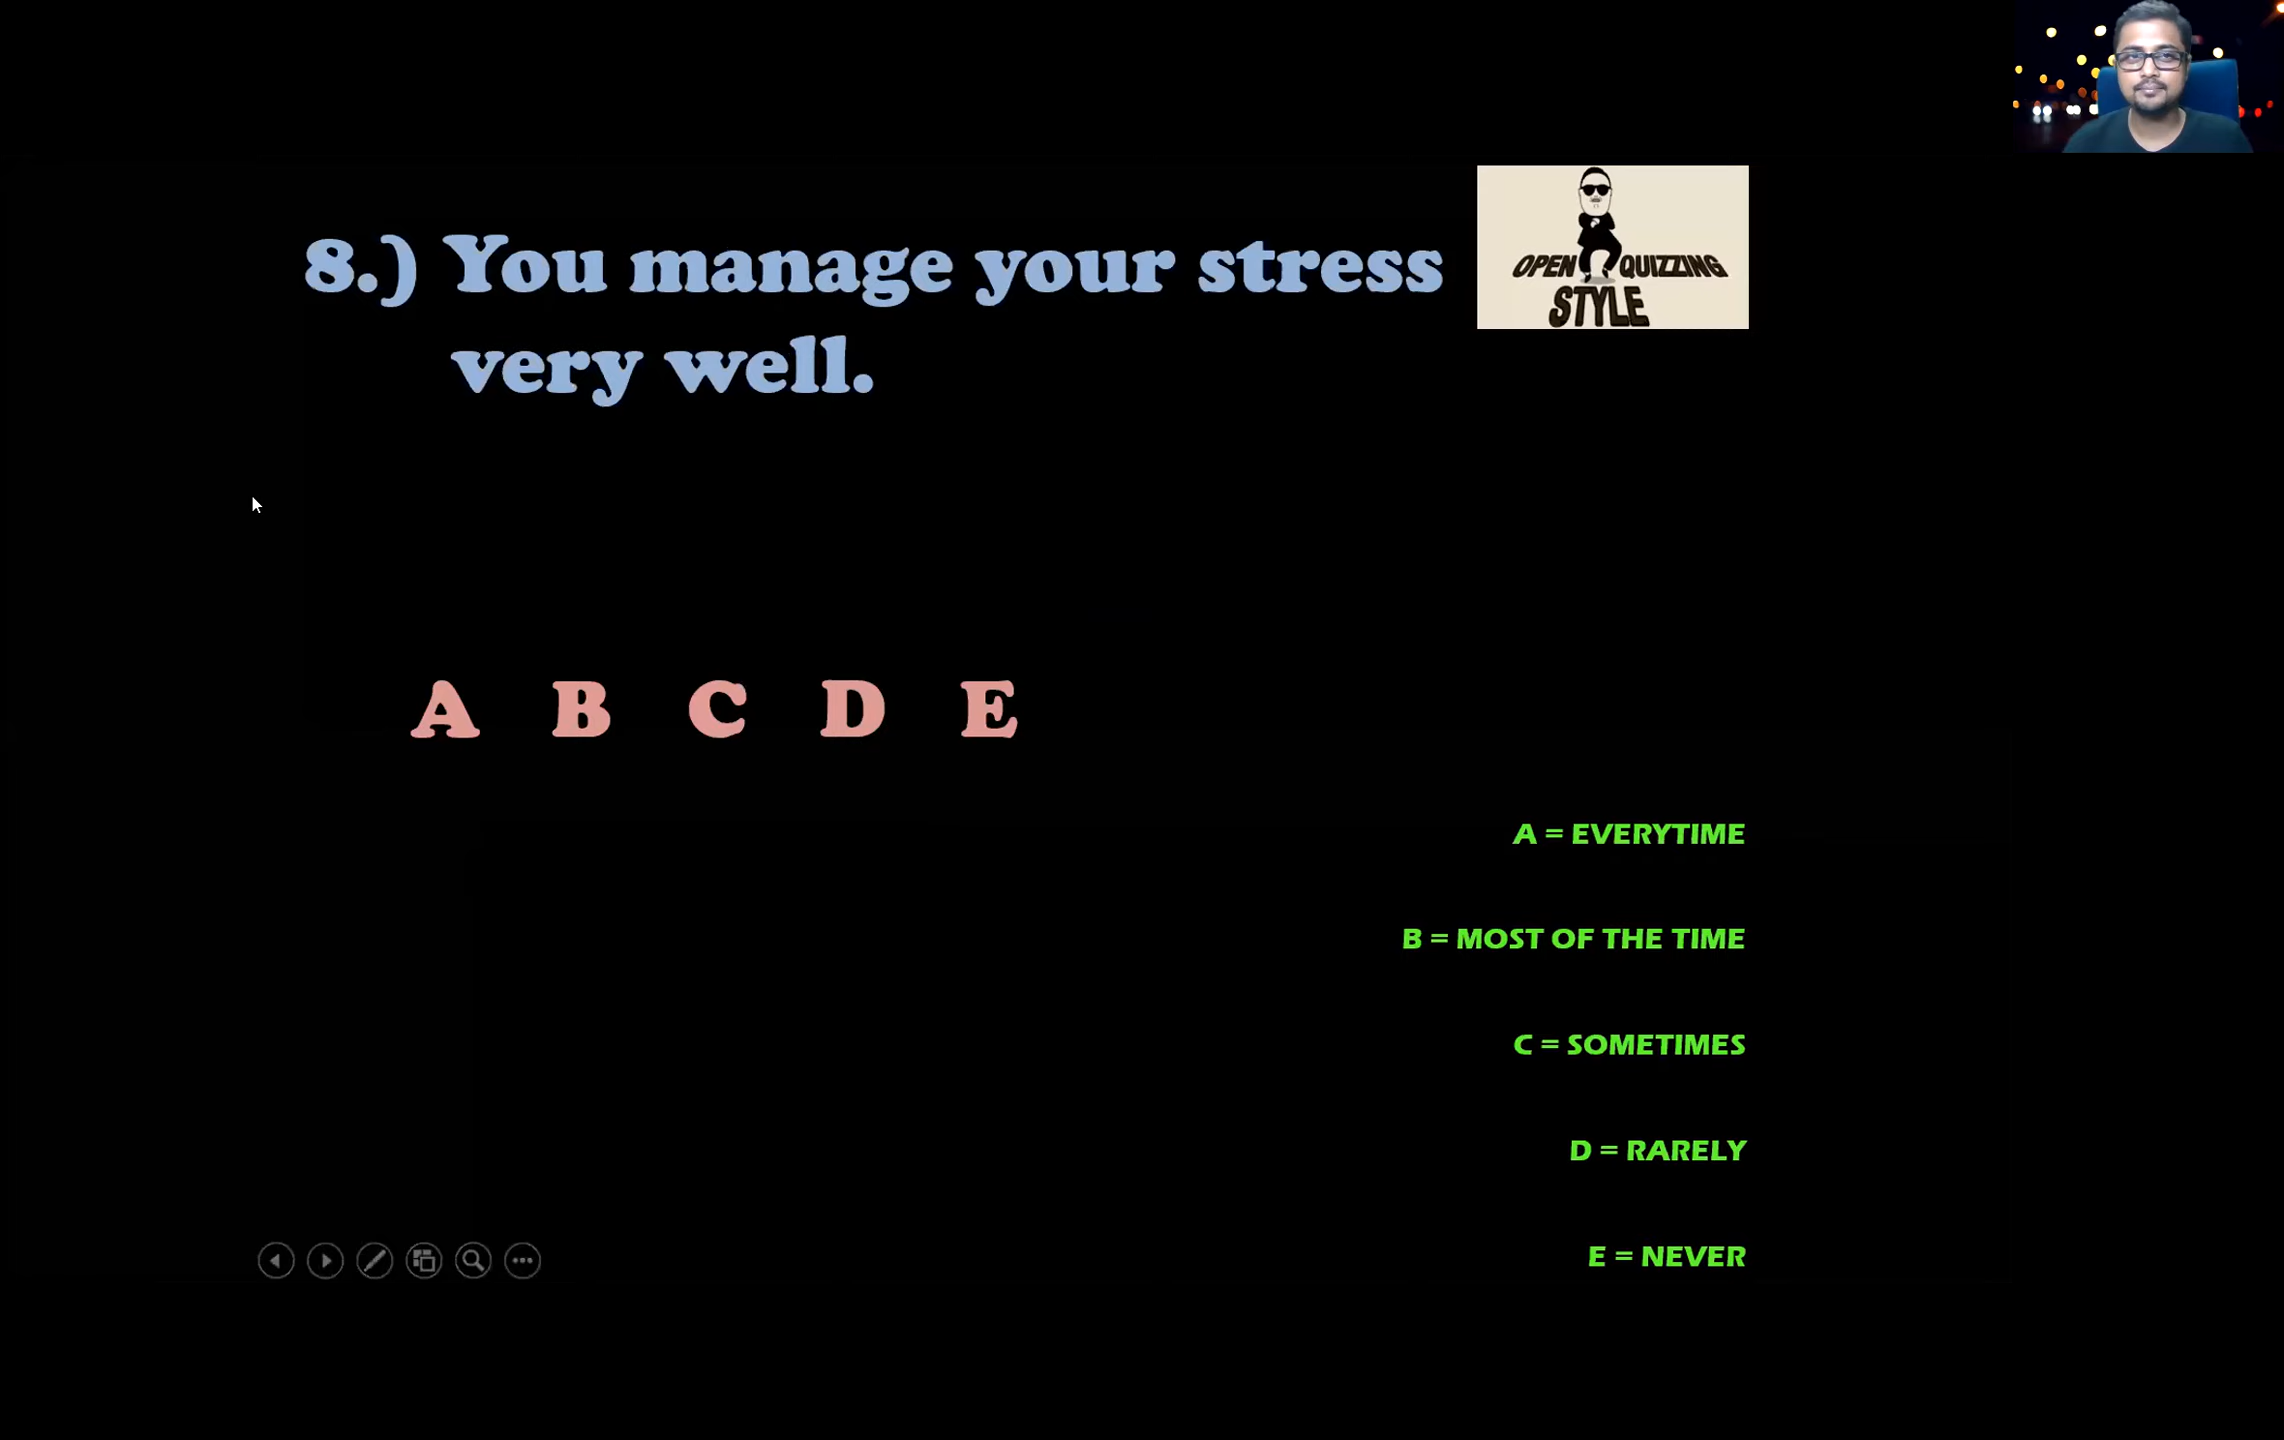 8.) You manage your stress
very well.
OPEN QUIZZING
STYLE
A B C D E
A = EVERYTIME
B = MOST OF THE TIME
C = SOMETIMES
D = RARELY
E = NEVER